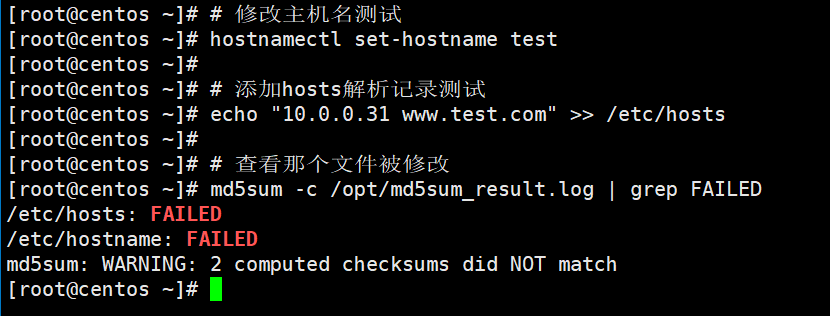 [root@centos ~]# # 修改主机名测试
[root@centos ~]# hostnamectl set-hostname test
[root@centos ~]#
[root@centos ~]# # 添加hosts解析记录测试
[root@centos ~]# echo "10.0.0.31 www.test.com" >> /etc/hosts
[root@centos ~]#
[root@centos ~]# # 查看那个文件被修改
[root@centos ~]# md5sum -c /opt/md5sum_result.log | grep FAILED
/etc/hosts: FAILED
/etc/hostname: FAILED
md5sum: WARNING: 2 computed checksums did NOT match
[root@centos ~]#